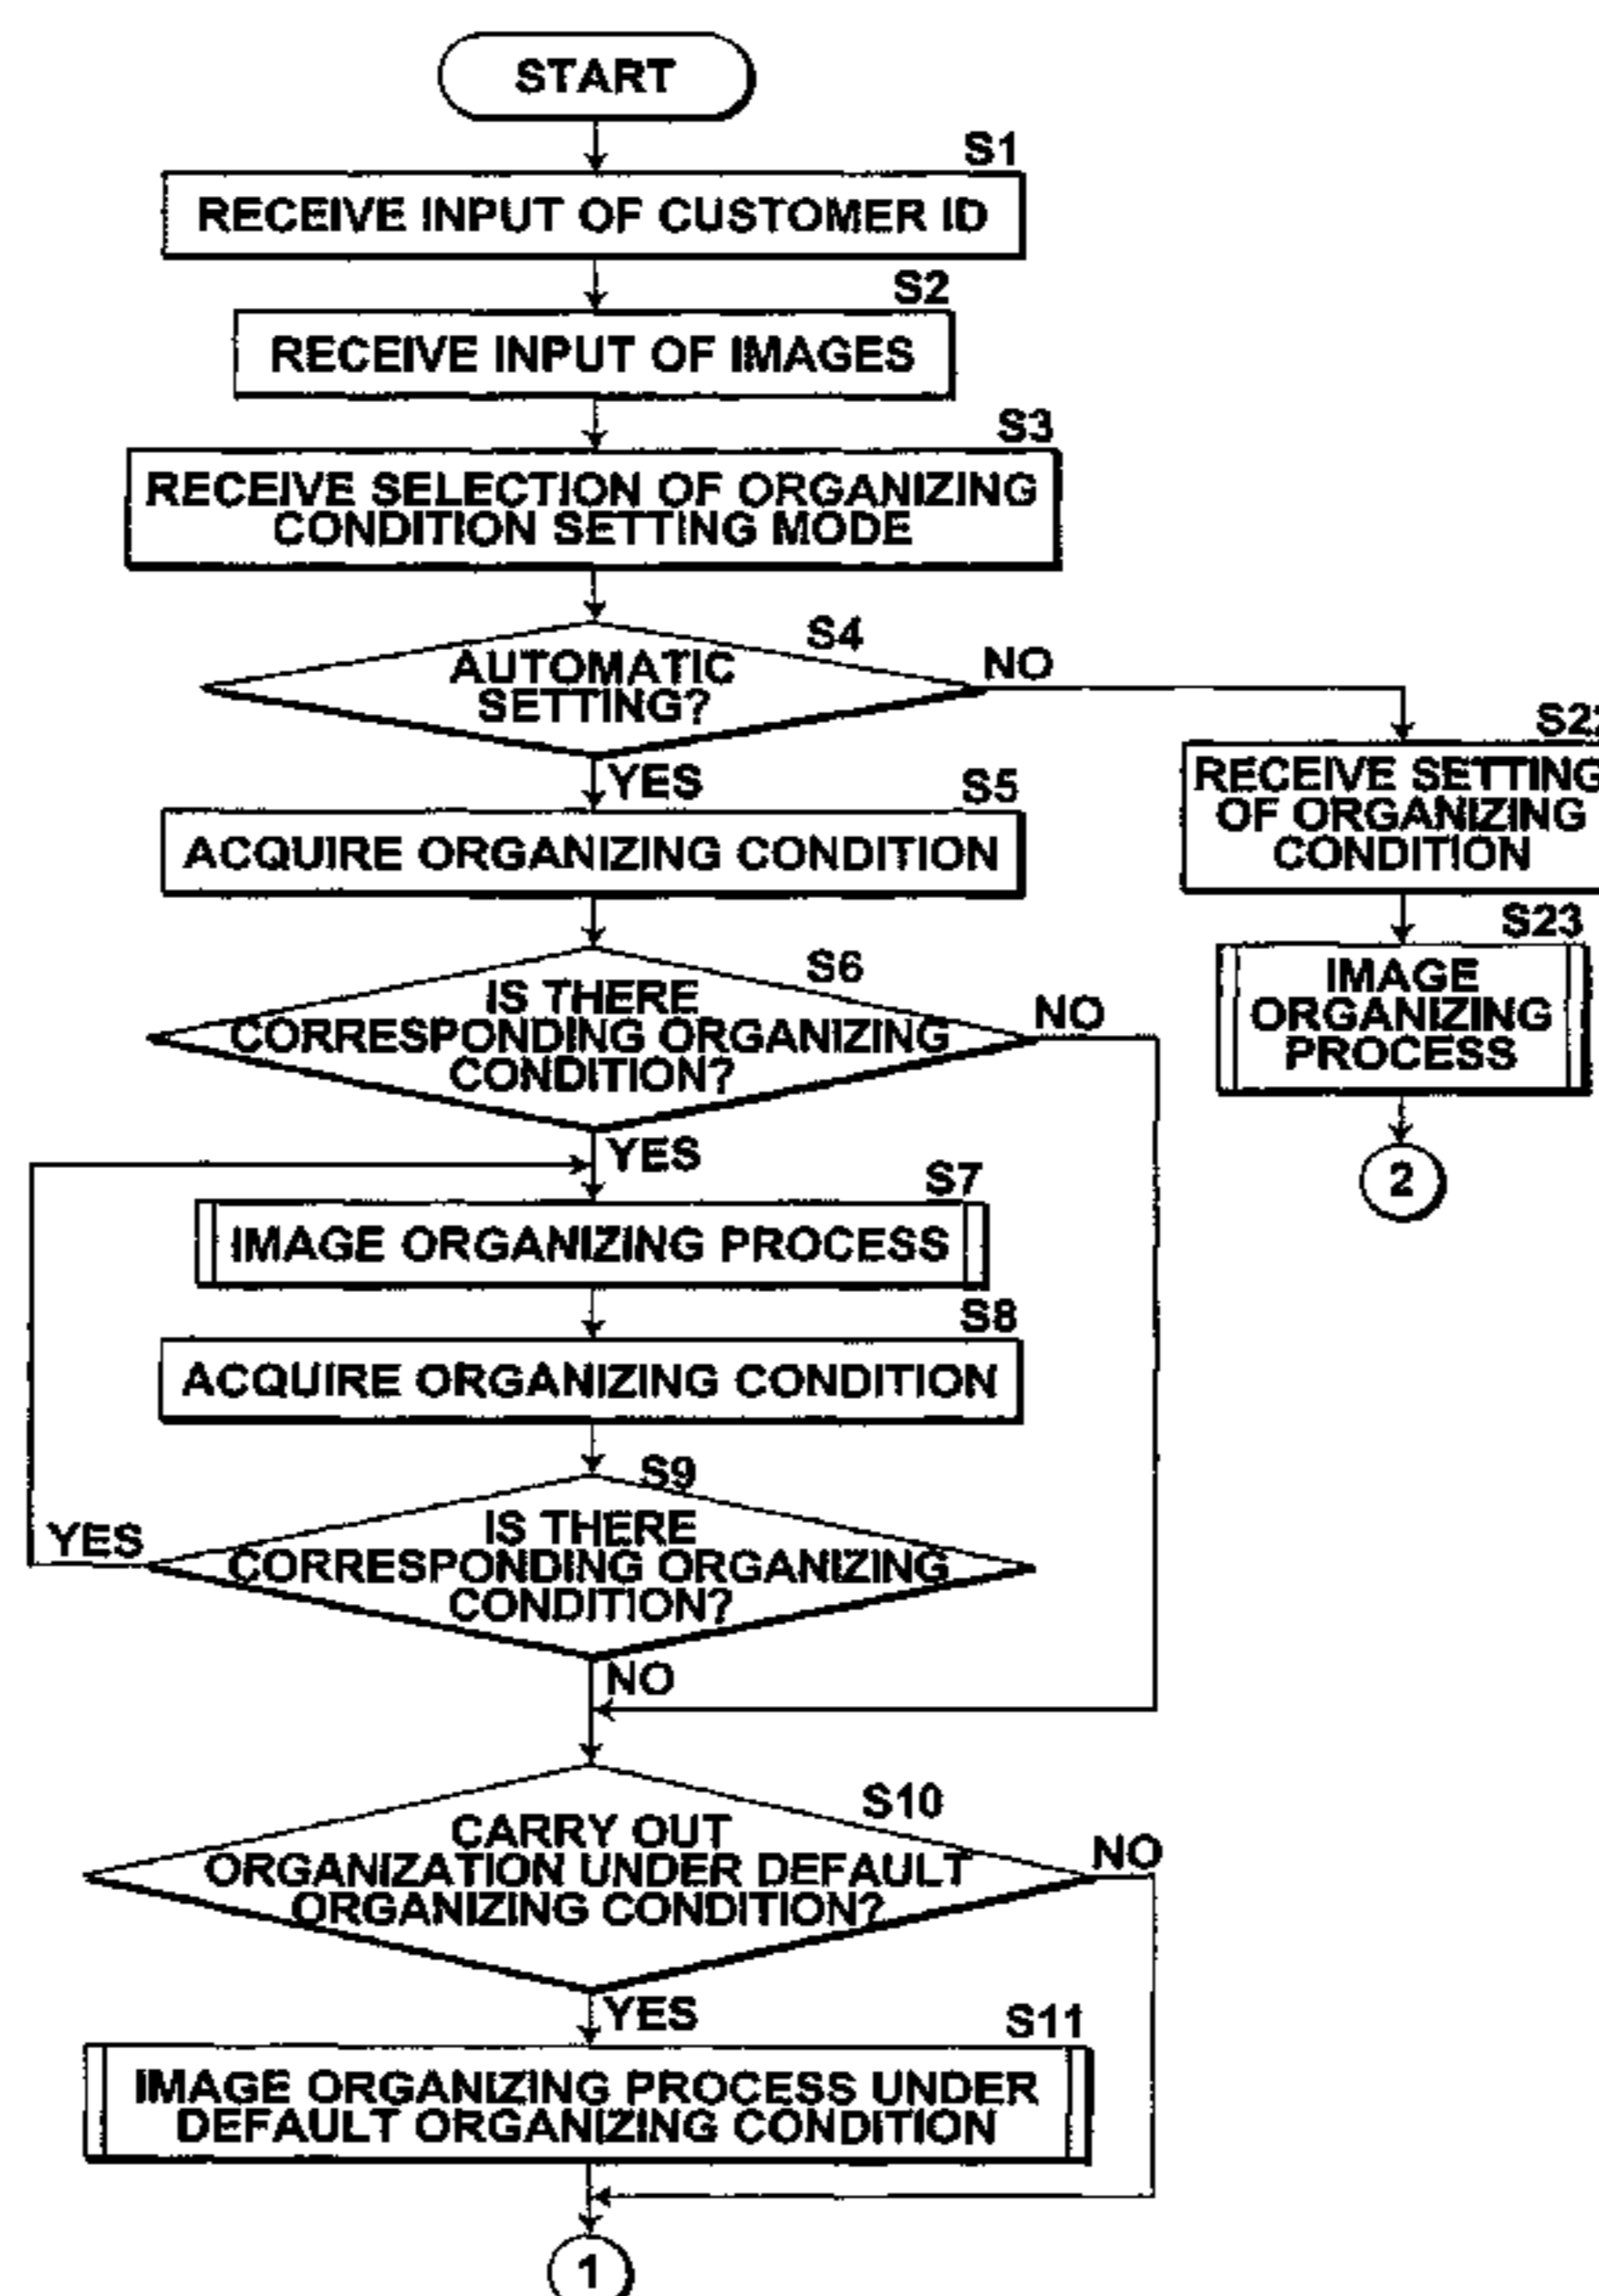 START
S1
RECEIVE INPUT OF CUSTOMER ID
S2
RECEIVE INPUT OF IMAGES
S3
RECEIVE SELECTION OF ORGANIZING
CONDITION SETTING MODE
S4
AUTOMATIC
SETTING?
NO
YES
S22
RECEIVE SETTING
OF ORGANIZING
CONDITION
S23
IMAGE
ORGANIZING
PROCESS
2
S5
ACQUIRE ORGANIZING CONDITION
S6
IS THERE
CORRESPONDING ORGANIZING
CONDITION?
NO
YES
S7
IMAGE ORGANIZING PROCESS
S8
ACQUIRE ORGANIZING CONDITION
S9
IS THERE
CORRESPONDING ORGANIZING
CONDITION?
YES
NO
S10
CARRY OUT
ORGANIZATION UNDER DEFAULT
ORGANIZING CONDITION?
NO
YES
S11
IMAGE ORGANIZING PROCESS UNDER
DEFAULT ORGANIZING CONDITION
1